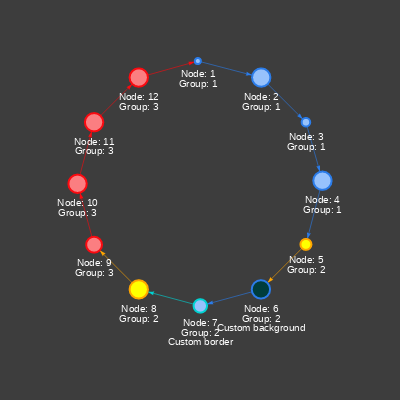 Node: 1
Group: 1
Node: 2
Group: 1
Node: 3
Group: 1
Node: 4
Group: 1
Node: 5
Group: 2
Node: 6
Group: 2
Custom background
Node: 7
Group: 2
Custom border
Node: 8
Group: 2
Node: 9
Group: 3
Node: 10
Group: 3
Node: 11
Group: 3
Node: 12
Group: 3